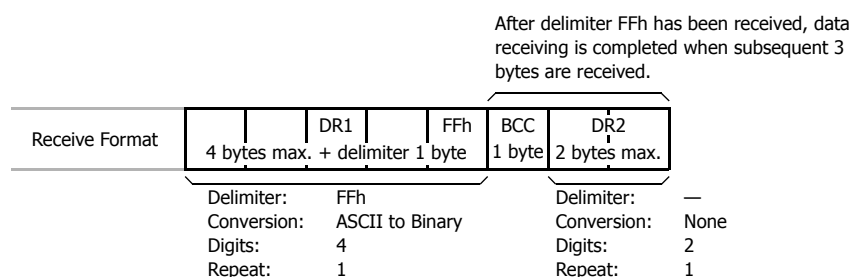 After delimiter FFh has been received, data
receiving is completed when subsequent 3
bytes are received.
Receive Format
DR1 FFh BCC DR2
4 bytes max. + delimiter 1 byte 1 byte 2 bytes max.
Delimiter: FFh Delimiter: —
Conversion: ASCII to Binary Conversion: None
Digits: 4 Digits: 2
Repeat: 1 Repeat: 1